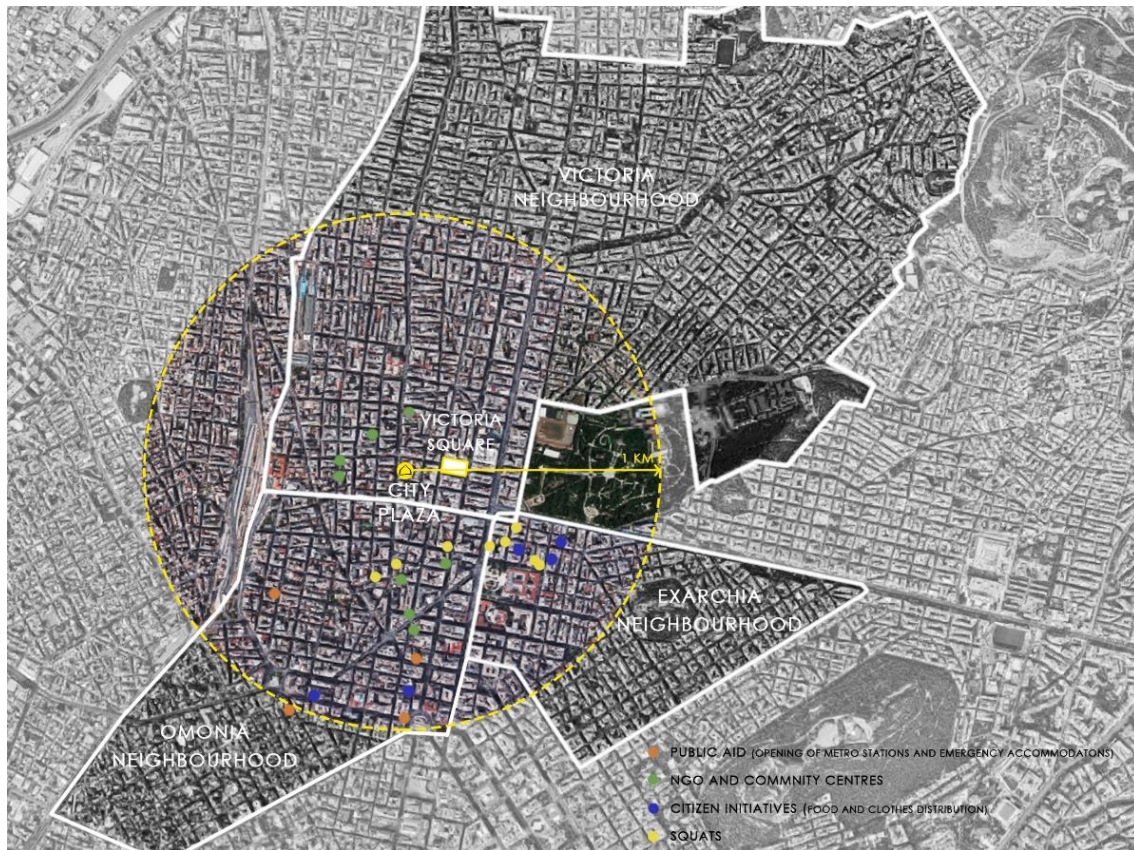 VICTORIA
NEIGHBOURHOOD
VICTORIA
SQUARE
1 KM
CITY
PLAZA
EXARCHIA
NEIGHBOURHOOD
OMONIA
NEIGHBOURHOOD
PUBLIC AID (OPENING OF METRO STATIONS AND EMERGENCY ACCOMMODATONS)
NGO AND COMMNITY CENTRES
CITIZEN INITIATIVES (FOOD AND CLOTHES DISTRIBUTION)
SQUATS